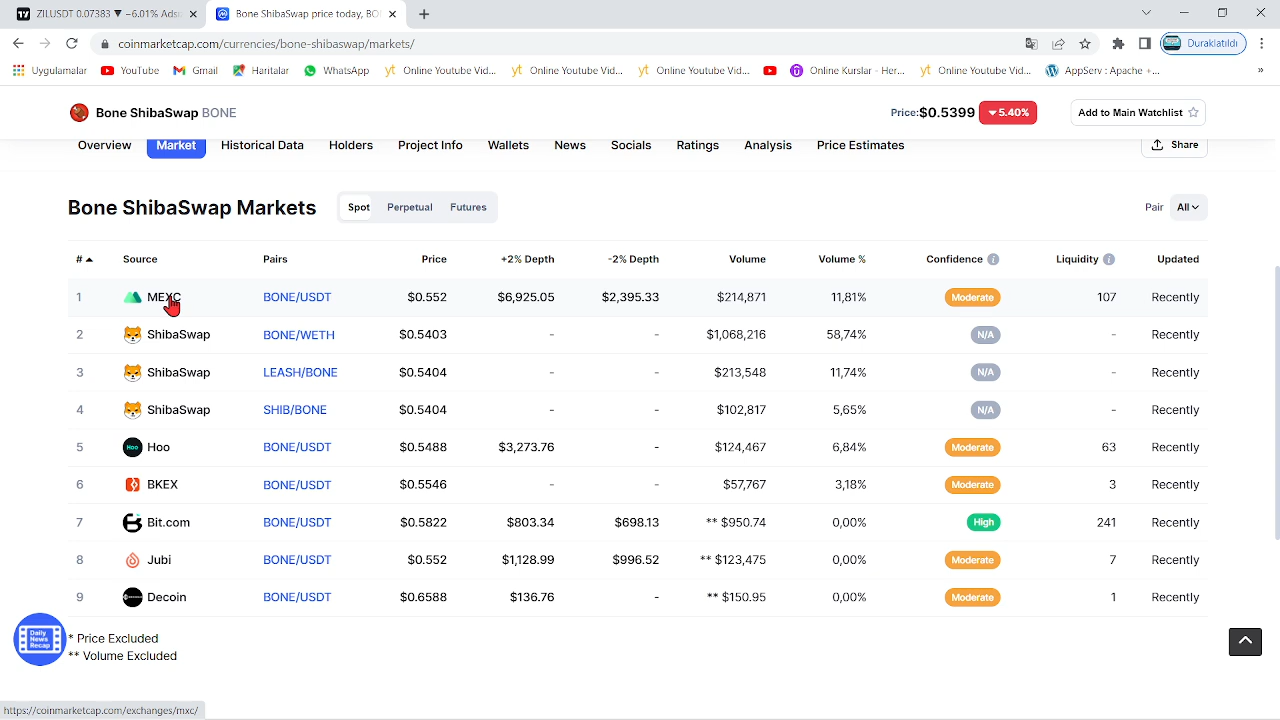 ZILUSDT 0.07383 ▼ −6.01% Ads
Bone ShibaSwap price today, BO
coinmarketcap.com/currencies/bone-shibaswap/markets/
Duraklatıldı
Uygulamalar YouTube Gmail Haritalar WhatsApp Online Youtube Vid... Online Youtube Vid... Online Youtube Vid... Online Kurslar - Her... Online Youtube Vid... AppServ : Apache +... »
Bone ShibaSwap BONE Price:$0.5399 ▼5.40% Add to Main Watchlist
Overview Market Historical Data Holders Project Info Wallets News Socials Ratings Analysis Price Estimates Share
Bone ShibaSwap Markets Spot Perpetual Futures Pair All
# Source Pairs Price +2% Depth -2% Depth Volume Volume % Confidence Liquidity Updated
1 MEXC BONE/USDT $0.552 $6,925.05 $2,395.33 $214,871 11,81% Moderate 107 Recently
2 ShibaSwap BONE/WETH $0.5403 - - $1,068,216 58,74% N/A - Recently
3 ShibaSwap LEASH/BONE $0.5404 - - $213,548 11,74% N/A - Recently
4 ShibaSwap SHIB/BONE $0.5404 - - $102,817 5,65% N/A - Recently
5 Hoo Hoo BONE/USDT $0.5488 $3,273.76 - $124,467 6,84% Moderate 63 Recently
6 BKEX BONE/USDT $0.5546 - - $57,767 3,18% Moderate 3 Recently
7 Bit.com BONE/USDT $0.5822 $803.34 $698.13 ** $950.74 0,00% High 241 Recently
8 Jubi BONE/USDT $0.552 $1,128.99 $996.52 ** $123,475 0,00% Moderate 7 Recently
9 Decoin BONE/USDT $0.6588 $136.76 - ** $150.95 0,00% Moderate 1 Recently
Daily
News
Recap
* Price Excluded
** Volume Excluded
https://coinmarketcap.com/exchanges/mxc/